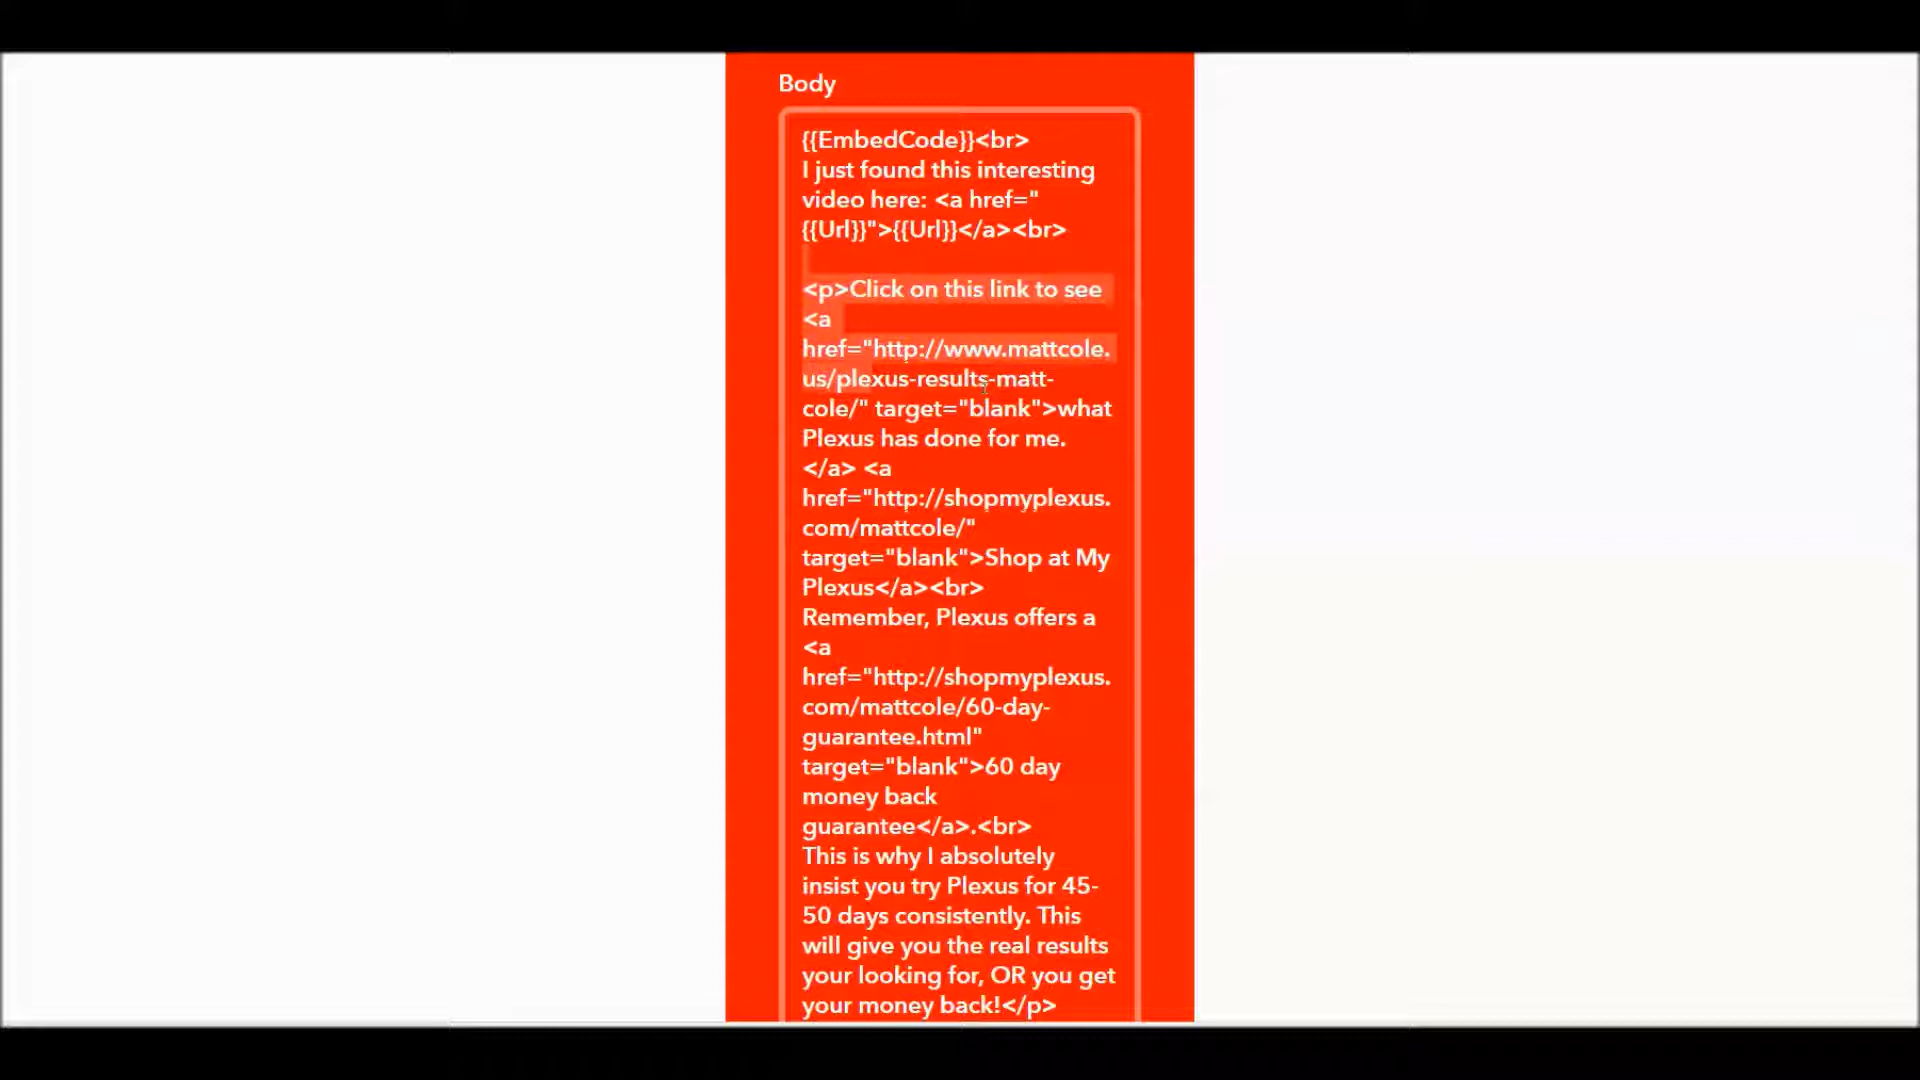 Body
{{EmbedCode}}<br>
I just found this interesting
video here: <a href="
{{Url}}">{{Url}}</a><br>
<p>Click on this link to see
<a
href="http://www.mattcole.
us/plexus-results-matt-
cole/" target="blank">what
Plexus has done for me.
</a> <a
href="http://shopmyplexus.
com/mattcole/"
target="blank">Shop at My
Plexus</a><br>
Remember, Plexus offers a
<a
href="http://shopmyplexus.
com/mattcole/60-day-
guarantee.html"
target="blank">60 day
money back
guarantee</a>.<br>
This is why I absolutely
insist you try Plexus for 45-
50 days consistently. This
will give you the real results
your looking for, OR you get
your money back!</p>